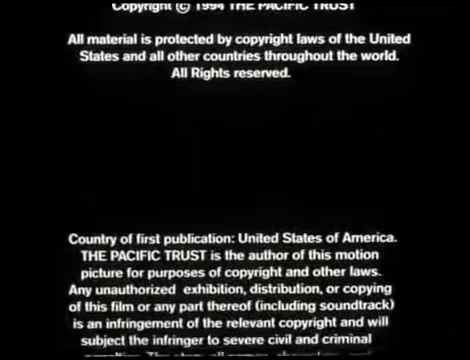 Copyright © 1994 THE PACIFIC TRUST
All material is protected by copyright laws of the United
States and all other countries throughout the world.
All Rights reserved.
Country of first publication: United States of America.
THE PACIFIC TRUST is the author of this motion
picture for purposes of copyright and other laws.
Any unauthorized exhibition, distribution, or copying
of this film or any part thereof (including soundtrack)
is an infringement of the relevant copyright and will
subject the infringer to severe civil and criminal